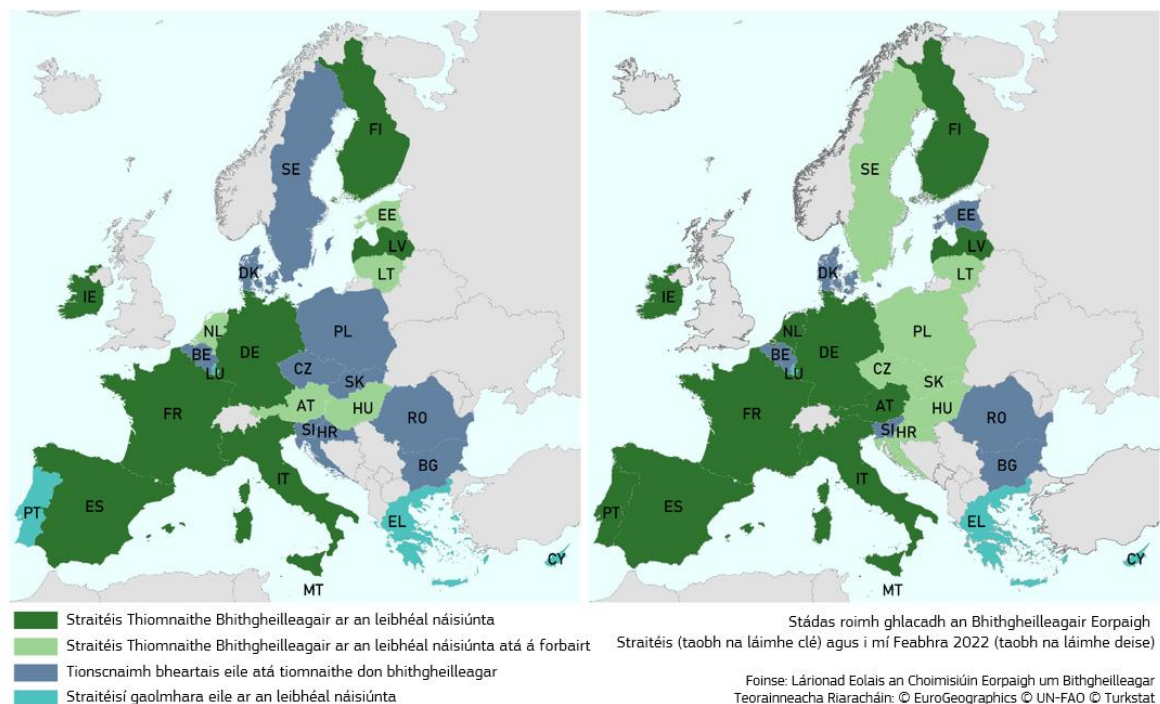 FI
SE
EE
LV
LT
DK
IE
NL
PL
BE
DE
LU
CZ
SK
FR
AT
HU
RO
SI
HR
BG
IT
PT
ES
EL
CY
MT
FI
SE
EE
LV
LT
DK
IE
NL
PL
BE
DE
LU
CZ
SK
FR
AT
HU
RO
SI
HR
BG
IT
PT
ES
EL
CY
MT
Straitéis Thiomnaithe Bhithgheilleagair ar an leibhéal náisiúnta
Straitéis Thiomnaithe Bhithgheilleagair ar an leibhéal náisiúnta atá á forbairt
Tionscnaimh bheartais eile atá tiomnaithe don bhithgheilleagar
Straitéisí gaolmhara eile ar an leibhéal náisiúnta
Stádas roimh ghlacadh an Bhithgheilleagair Eorpaigh
Straitéis (taobh na láimhe clé) agus i mí Feabhra 2022 (taobh na láimhe deise)
Foinse: Lárionad Eolais an Choimisiúin Eorpaigh um Bithgheilleagar
Teorainneacha Riaracháin: © EuroGeographics © UN-FAO © Turkstat